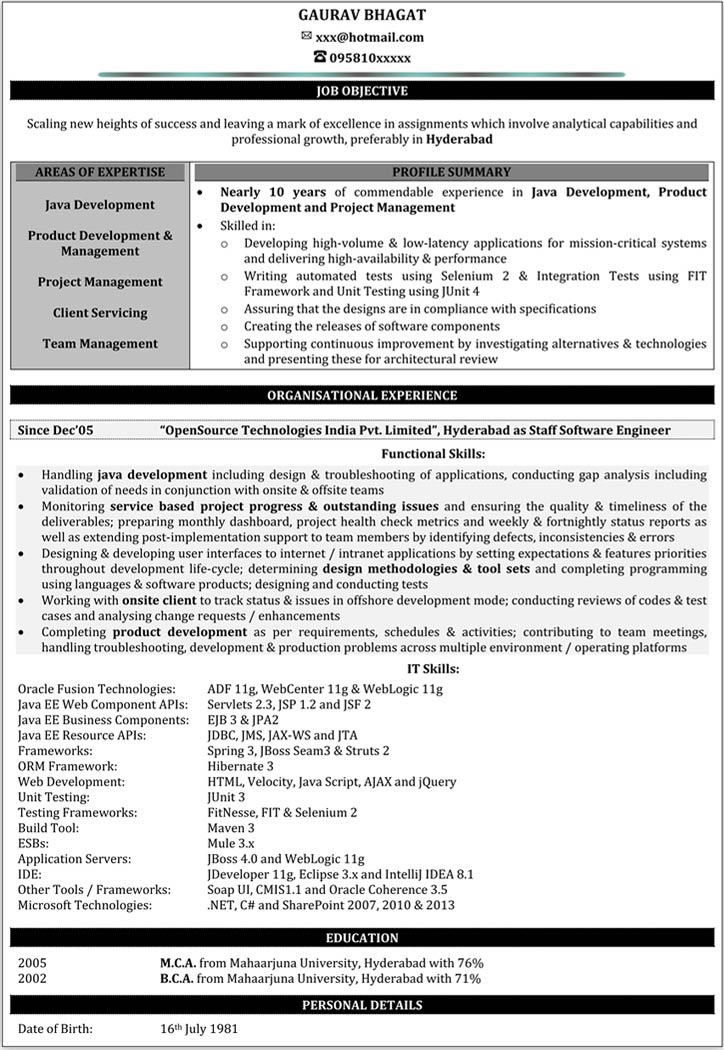 GAURAV BHAGAT
✉ xxx@hotmail.com
☎ 095810xxxxx
JOB OBJECTIVE
Scaling new heights of success and leaving a mark of excellence in assignments which involve analytical capabilities and
professional growth, preferably in Hyderabad
AREAS OF EXPERTISE
Java Development
Product Development &
Management
Project Management
Client Servicing
Team Management
PROFILE SUMMARY
• Nearly 10 years of commendable experience in Java Development, Product
Development and Project Management
• Skilled in:
o Developing high-volume & low-latency applications for mission-critical systems
and delivering high-availability & performance
o Writing automated tests using Selenium 2 & Integration Tests using FIT
Framework and Unit Testing using JUnit 4
o Assuring that the designs are in compliance with specifications
o Creating the releases of software components
o Supporting continuous improvement by investigating alternatives & technologies
and presenting these for architectural review
ORGANISATIONAL EXPERIENCE
Since Dec'05 “OpenSource Technologies India Pvt. Limited”, Hyderabad as Staff Software Engineer
Functional Skills:
• Handling java development including design & troubleshooting of applications, conducting gap analysis including
validation of needs in conjunction with onsite & offsite teams
• Monitoring service based project progress & outstanding issues and ensuring the quality & timeliness of the
deliverables; preparing monthly dashboard, project health check metrics and weekly & fortnightly status reports as
well as extending post-implementation support to team members by identifying defects, inconsistencies & errors
• Designing & developing user interfaces to internet / intranet applications by setting expectations & features priorities
throughout development life-cycle; determining design methodologies & tool sets and completing programming
using languages & software products; designing and conducting tests
• Working with onsite client to track status & issues in offshore development mode; conducting reviews of codes & test
cases and analysing change requests / enhancements
• Completing product development as per requirements, schedules & activities; contributing to team meetings,
handling troubleshooting, development & production problems across multiple environment / operating platforms
IT Skills:
Oracle Fusion Technologies: ADF 11g, WebCenter 11g & WebLogic 11g
Java EE Web Component APIs: Servlets 2.3, JSP 1.2 and JSF 2
Java EE Business Components: EJB 3 & JPA2
Java EE Resource APIs: JDBC, JMS, JAX-WS and JTA
Frameworks: Spring 3, JBoss Seam3 & Struts 2
ORM Framework: Hibernate 3
Web Development: HTML, Velocity, Java Script, AJAX and jQuery
Unit Testing: JUnit 3
Testing Frameworks: FitNesse, FIT & Selenium 2
Build Tool: Maven 3
ESBs: Mule 3.x
Application Servers: JBoss 4.0 and WebLogic 11g
IDE: JDeveloper 11g, Eclipse 3.x and IntelliJ IDEA 8.1
Other Tools / Frameworks: Soap UI, CMIS1.1 and Oracle Coherence 3.5
Microsoft Technologies: .NET, C# and SharePoint 2007, 2010 & 2013
EDUCATION
2005 M.C.A. from Mahaarjuna University, Hyderabad with 76%
2002 B.C.A. from Mahaarjuna University, Hyderabad with 71%
PERSONAL DETAILS
Date of Birth: 16th July 1981